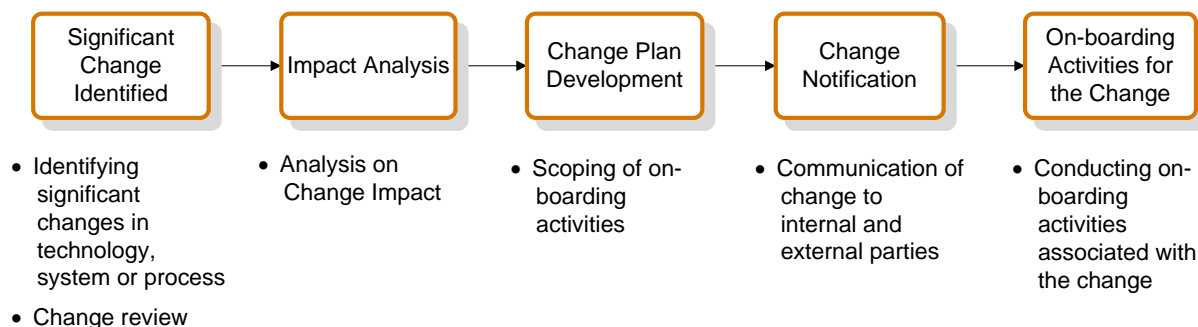 Significant
Change
Identified
Impact Analysis
Change Plan
Development
Change
Notification
On-boarding
Activities for
the Change
• Identifying
significant
changes in
technology,
system or process
• Change review
• Analysis on
Change Impact
• Scoping of on-
boarding
activities
• Communication of
change to
internal and
external parties
• Conducting on-
boarding
activities
associated with
the change